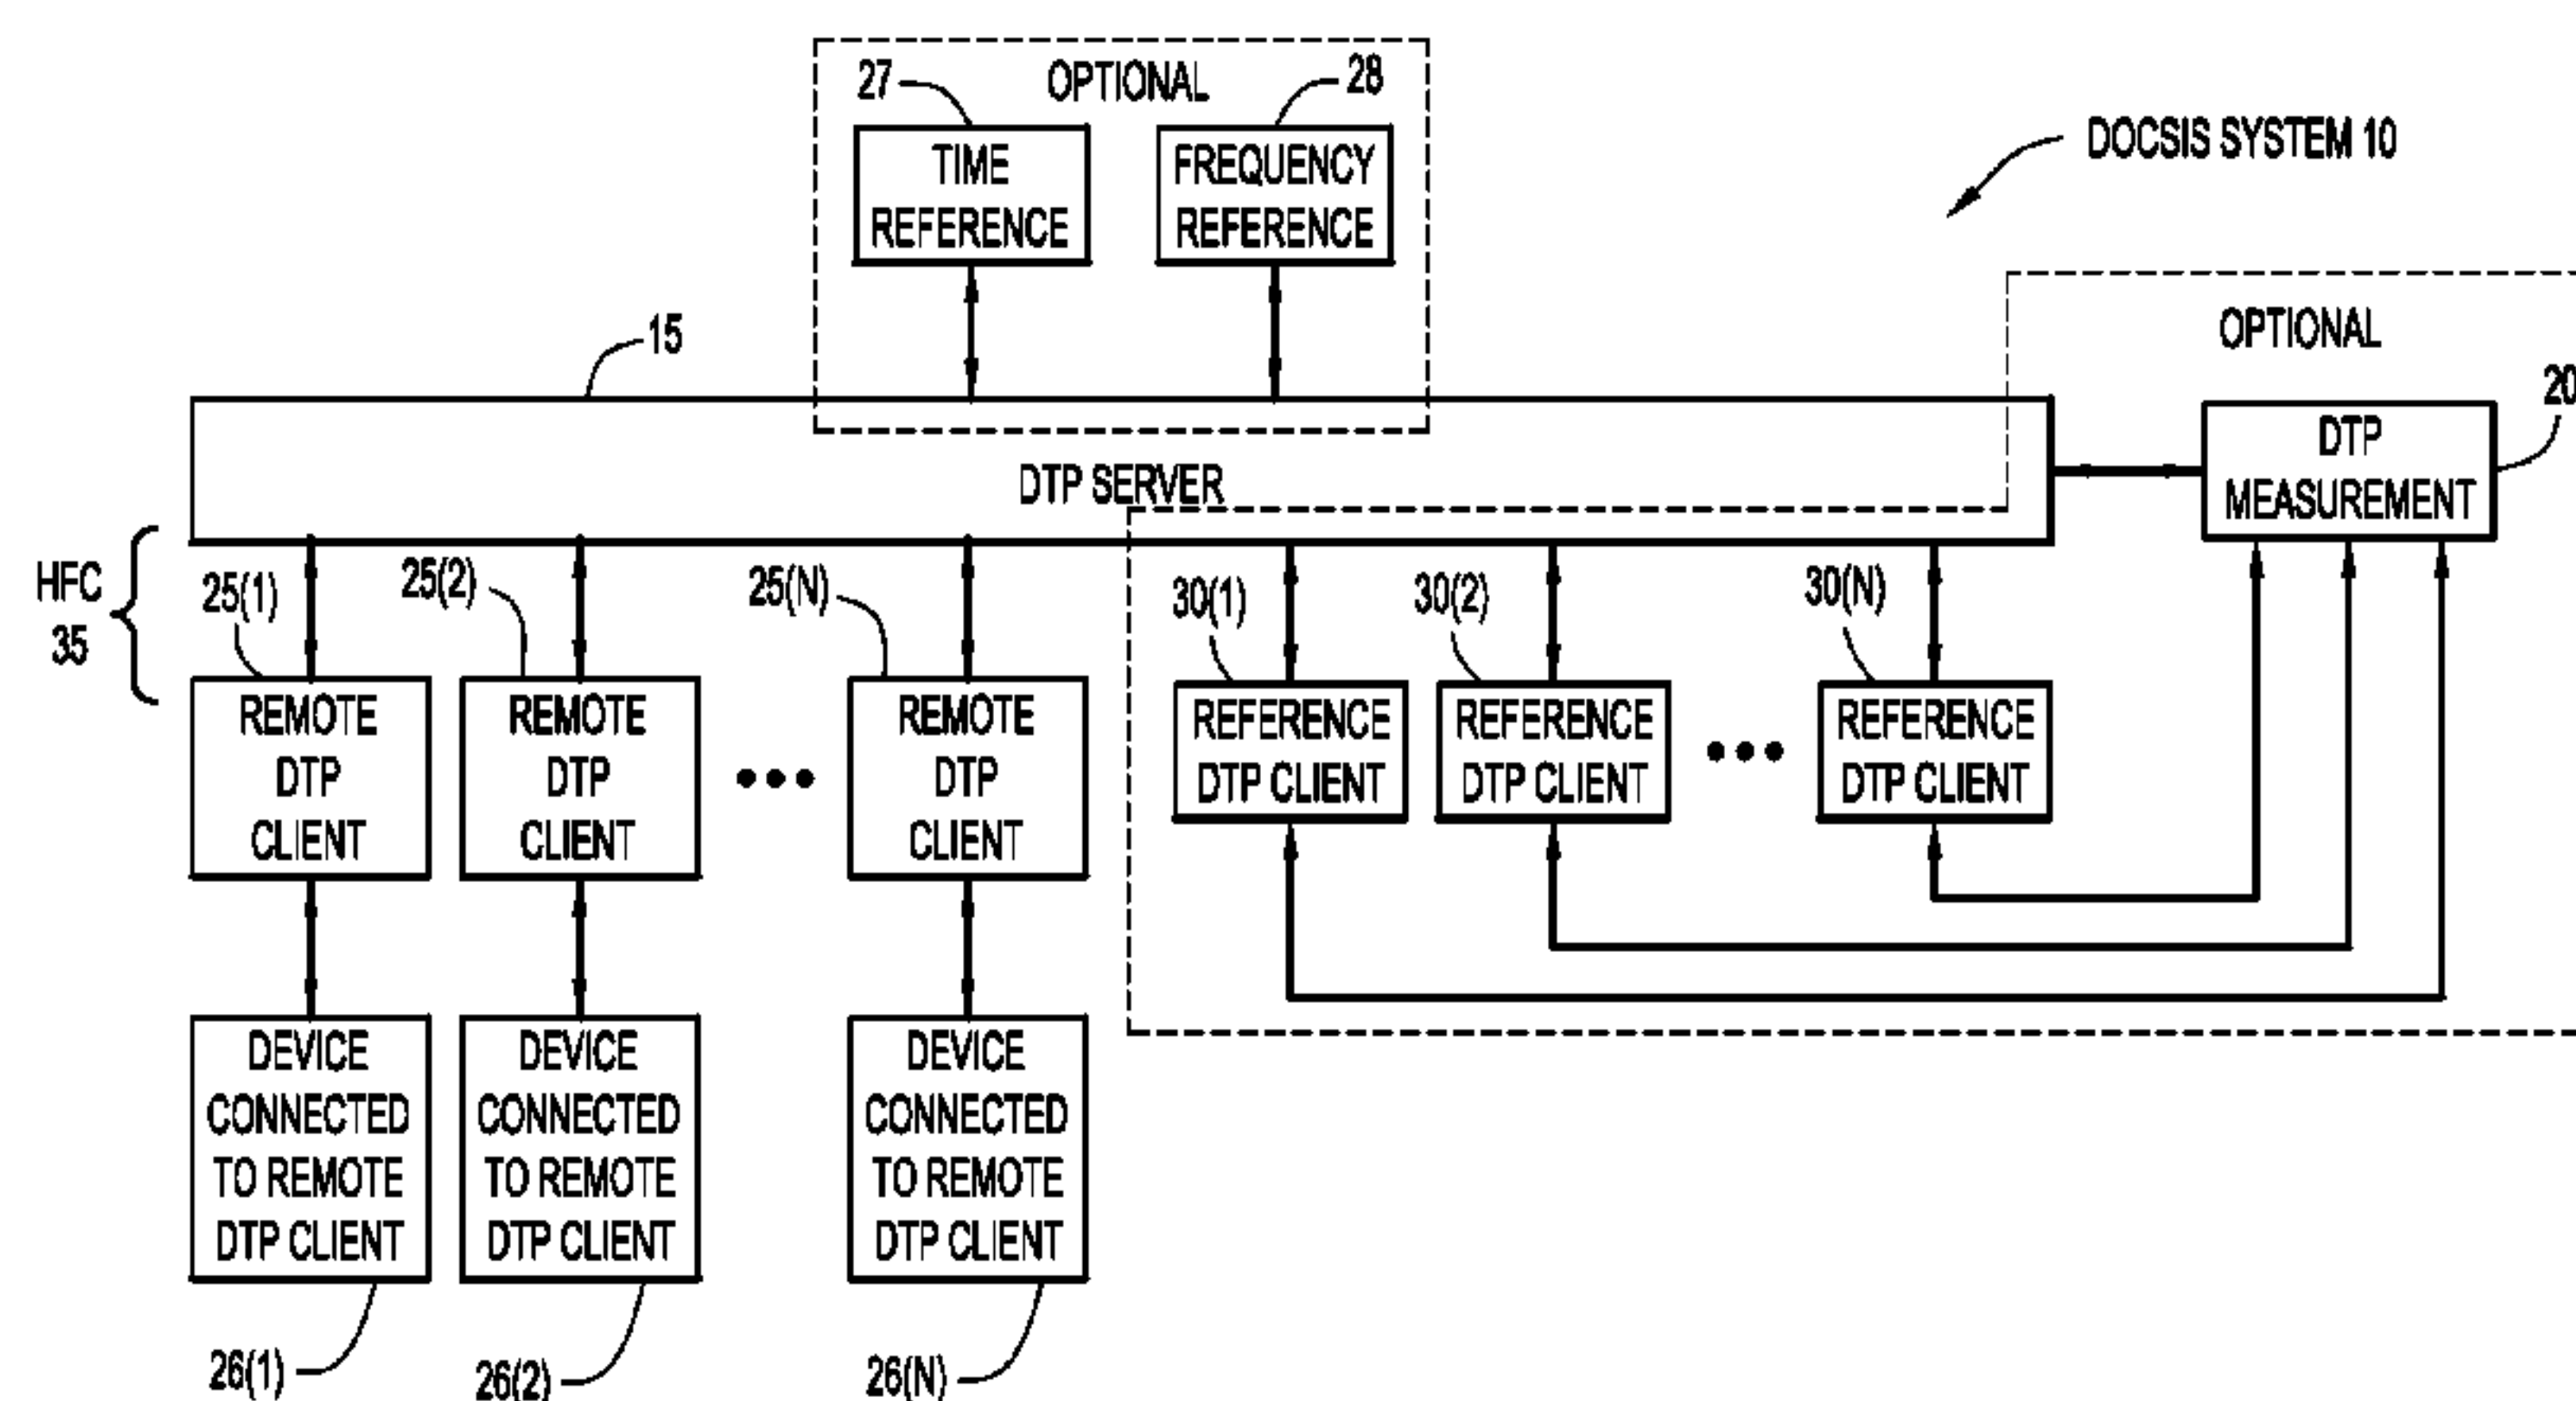 27
OPTIONAL
28
TIME
REFERENCE
FREQUENCY
REFERENCE
DOCSIS SYSTEM 10
15
OPTIONAL
20
DTP SERVER
DTP
MEASUREMENT
HFC
35
25(1)
25(2)
25(N)
30(1)
30(2)
30(N)
REMOTE
DTP
CLIENT
REMOTE
DTP
CLIENT
REMOTE
DTP
CLIENT
REFERENCE
DTP CLIENT
REFERENCE
DTP CLIENT
REFERENCE
DTP CLIENT
DEVICE
CONNECTED
TO REMOTE
DTP CLIENT
DEVICE
CONNECTED
TO REMOTE
DTP CLIENT
DEVICE
CONNECTED
TO REMOTE
DTP CLIENT
26(1)
26(2)
26(N)